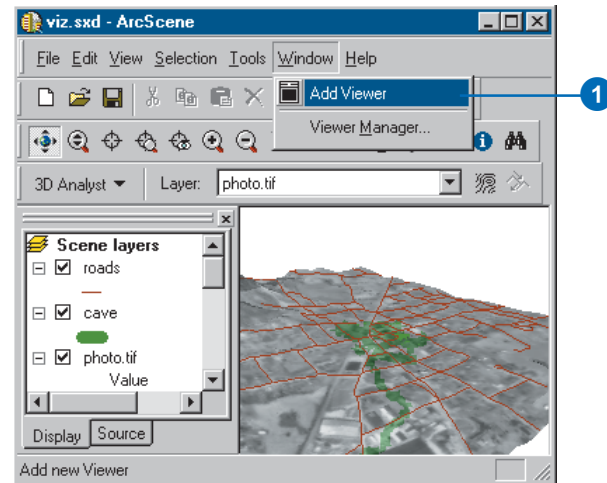 viz.sxd - ArcScene
File Edit View Selection Tools Window Help
Add Viewer
1
Viewer Manager...
3D Analyst
Layer:
photo.tif
Scene layers
roads
cave
photo.tif
Value
Display Source
Add new Viewer